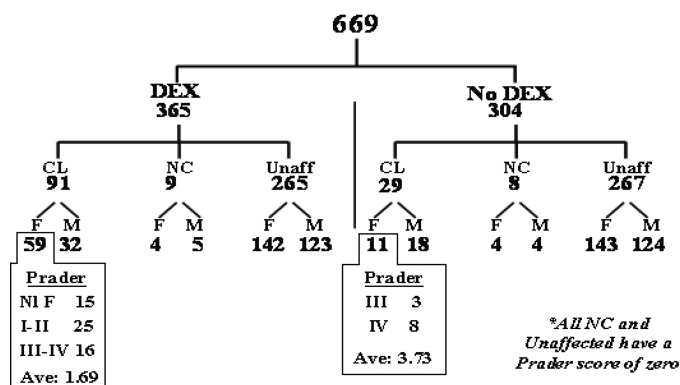 669
DEX No DEX
365 304
CL NC Unaff CL NC Unaff
91 9 265 29 8 267
F M F M F M F M F M F M
59 32 4 5 142 123 11 18 4 4 143 124
Prader
Nl F 15
I-II 25
III-IV 16
Ave: 1.69
Prader
III 3
IV 8
Ave: 3.73
*All NC and
Unaffected have a
Prader score of zero